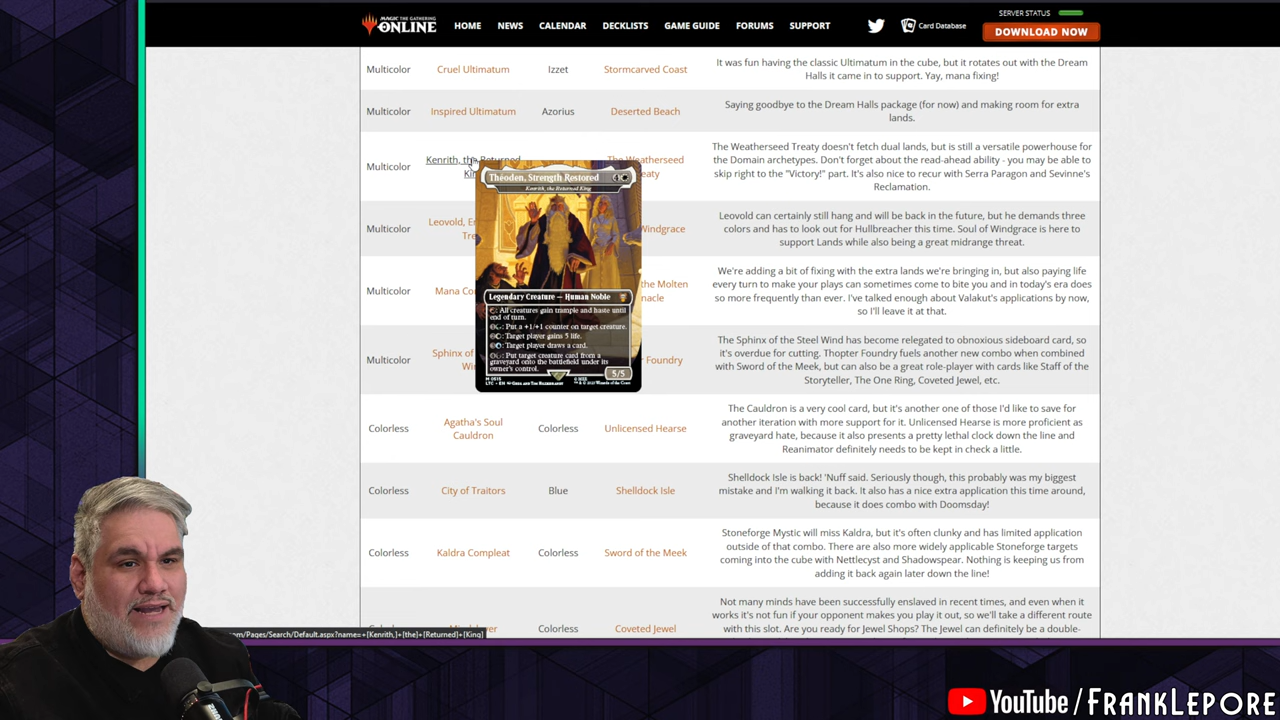 MAGIC THE GATHERING
ONLINE
HOME
NEWS
CALENDAR
DECKLISTS
GAME GUIDE
FORUMS
SUPPORT
Card Database
SERVER STATUS
DOWNLOAD NOW
Multicolor
Cruel Ultimatum
Izzet
Stormcarved Coast
It was fun having the classic Ultimatum in the cube, but it rotates out with the Dream
Halls it came in to support. Yay, mana fixing!
Multicolor
Inspired Ultimatum
Azorius
Deserted Beach
Saying goodbye to the Dream Halls package (for now) and making room for extra
lands.
Multicolor
Kenrith, the Returned
Ki
The Weatherseed
eaty
The Weatherseed Treaty doesn't fetch dual lands, but is still a versatile powerhouse for
the Domain archetypes. Don't forget about the read-ahead ability - you may be able to
skip right to the "Victory!" part. It's also nice to recur with Serra Paragon and Sevinne's
Reclamation.
Théoden, Strength Restored
Kenrith, the Returned King
Legendary Creature — Human Noble
: All creatures gain trample and haste until
end of turn.
: Put a +1/+1 counter on target creature.
: Target player gains 5 life.
: Target player draws a card.
: Put target creature card from a
graveyard onto the battlefield under its
owner's control.
5/5
Multicolor
Leovold, E
Tre
Windgrace
Leovold can certainly still hang and will be back in the future, but he demands three
colors and has to look out for Hullbreacher this time. Soul of Windgrace is here to
support Lands while also being a great midrange threat.
Multicolor
Mana Co
the Molten
nacle
We're adding a bit of fixing with the extra lands we're bringing in, but also paying life
every turn to make your plays can sometimes come to bite you and in today's era does
so more frequently than ever. I've talked enough about Valakut's applications by now,
so I'll leave it at that.
Multicolor
Sphinx of
Wi
Foundry
The Sphinx of the Steel Wind has become relegated to obnoxious sideboard card, so
it's overdue for cutting. Thopter Foundry fuels another new combo when combined
with Sword of the Meek, but can also be a great role-player with cards like Staff of the
Storyteller, The One Ring, Coveted Jewel, etc.
Colorless
Agatha's Soul
Cauldron
Colorless
Unlicensed Hearse
The Cauldron is a very cool card, but it's another one of those I'd like to save for
another iteration with more support for it. Unlicensed Hearse is more proficient as
graveyard hate, because it also presents a pretty lethal clock down the line and
Reanimator definitely needs to be kept in check a little.
Colorless
City of Traitors
Blue
Shelldock Isle
Shelldock Isle is back! 'Nuff said. Seriously though, this probably was my biggest
mistake and I'm walking it back. It also has a nice extra application this time around,
because it does combo with Doomsday!
Colorless
Kaldra Compleat
Colorless
Sword of the Meek
Stoneforge Mystic will miss Kaldra, but it's often clunky and has limited application
outside of that combo. There are also more widely applicable Stoneforge targets
coming into the cube with Nettlecyst and Shadowspear. Nothing is keeping us from
adding it back again later down the line!
Colorless
Coveted Jewel
Not many minds have been successfully enslaved in recent times, and even when it
works it's not fun if your opponent makes you play it out, so we'll take a different route
with this slot. Are you ready for Jewel Shops? The Jewel can definitely be a double-
com/Pages/Search/Default.aspx?name=+[Kenrith,]+[the]+[Returned]+[King]
YouTube/FRANKLEPORE